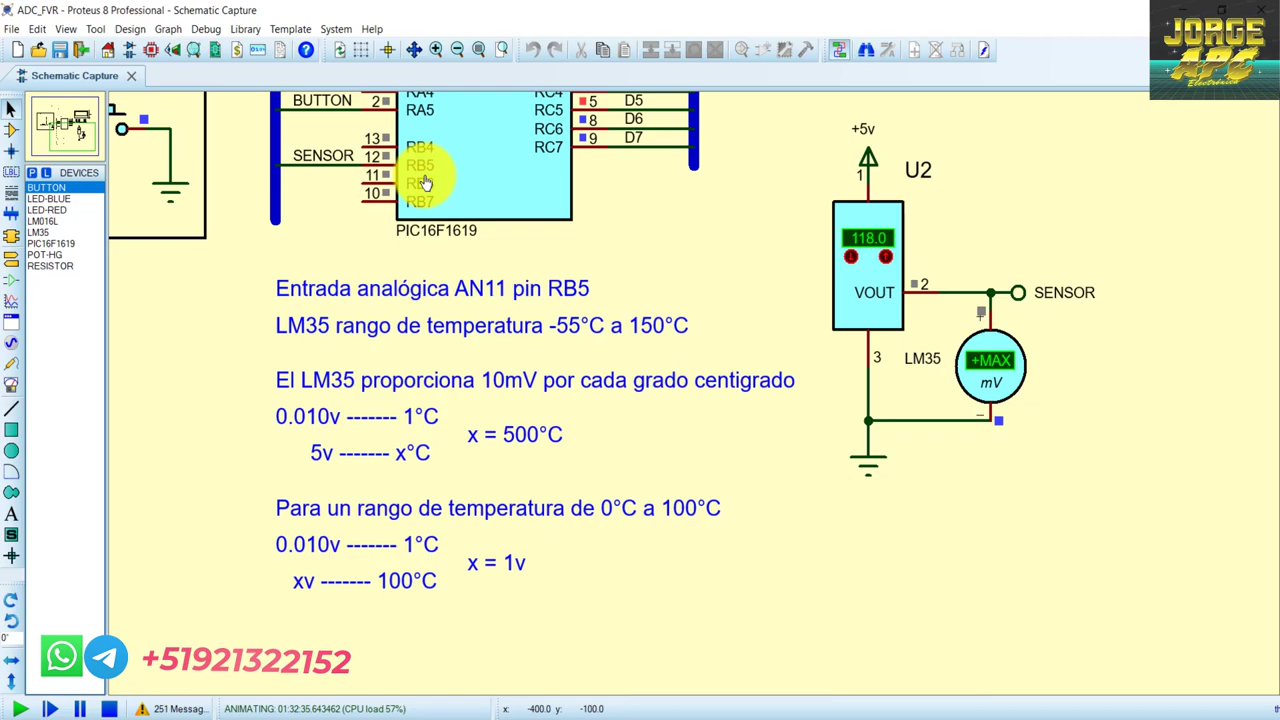 ADC_FVR - Proteus 8 Professional - Schematic Capture
File Edit View Tool Design Graph Debug Library Template System Help
JORGE
APC
Electrónica
Schematic Capture
P L DEVICES
BUTTON
LED-BLUE
LED-RED
LM016L
LM35
PIC16F1619
POT-HG
RESISTOR
BUTTON 2 RA4
RA5
RC4
RC5 5 D5
RC6 8 D6
RC7 9 D7
13 RB4
SENSOR 12 RB5
11
10 RB7
PIC16F1619
+5v
1
U2
118.0
VOUT 2 SENSOR
3 LM35
+MAX
mV
Entrada analógica AN11 pin RB5
LM35 rango de temperatura -55°C a 150°C
El LM35 proporciona 10mV por cada grado centigrado
0.010v ------- 1°C
x = 500°C
5v ------- x°C
Para un rango de temperatura de 0°C a 100°C
0.010v ------- 1°C
x = 1v
xv ------- 100°C
0°
+51921322152
251 Messag... ANIMATING: 01:32:35.643462 (CPU load 57%) x: -400.0 y: -100.0 th